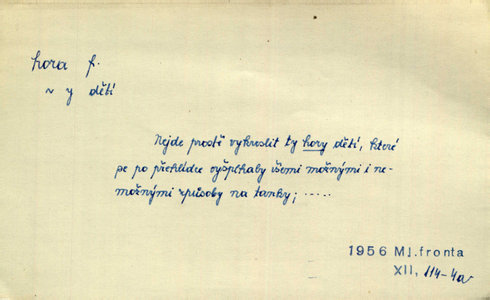 hora f.
~ y dětí
Nejde prostě vykreslit ty hory dětí, které
se po přehlídce vyšplhaly všemi možnými i ne-
možnými způsoby na tanky; .....
1956 Ml.fronta
XII, 114-4a